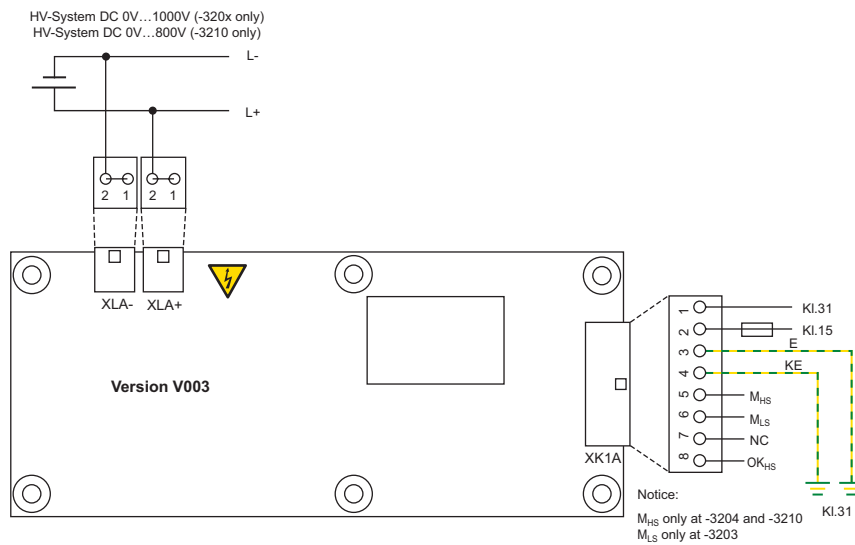 HV-System DC 0V...1000V (-320x only)
HV-System DC 0V...800V (-3210 only)
L-
L+
2 1
2 1
XLA-
XLA+
Version V003
XK1A
1
Kl.31
2
Kl.15
3
E
4
KE
5
MHS
6
MLS
7
NC
8
OKHS
Kl.31
Notice:
MHS only at -3204 and -3210
MLS only at -3203